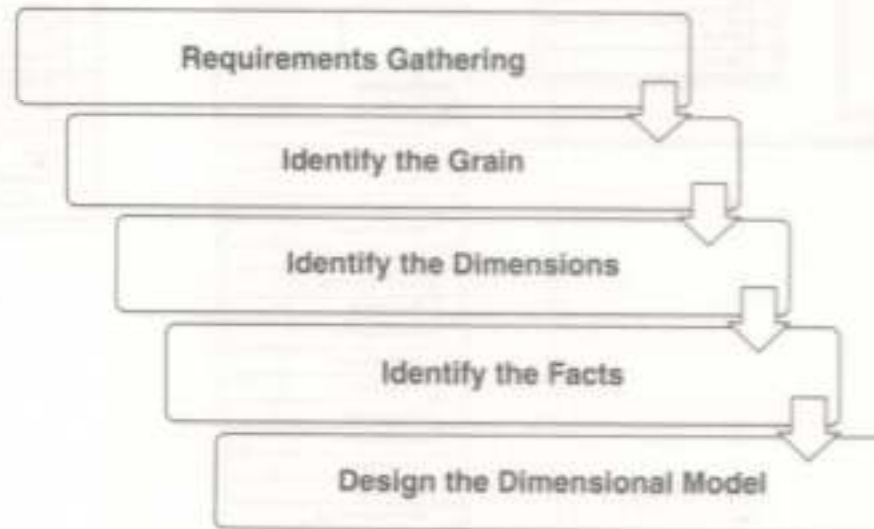 Requirements Gathering
Identify the Grain
Identify the Dimensions
Identify the Facts
Design the Dimensional Model